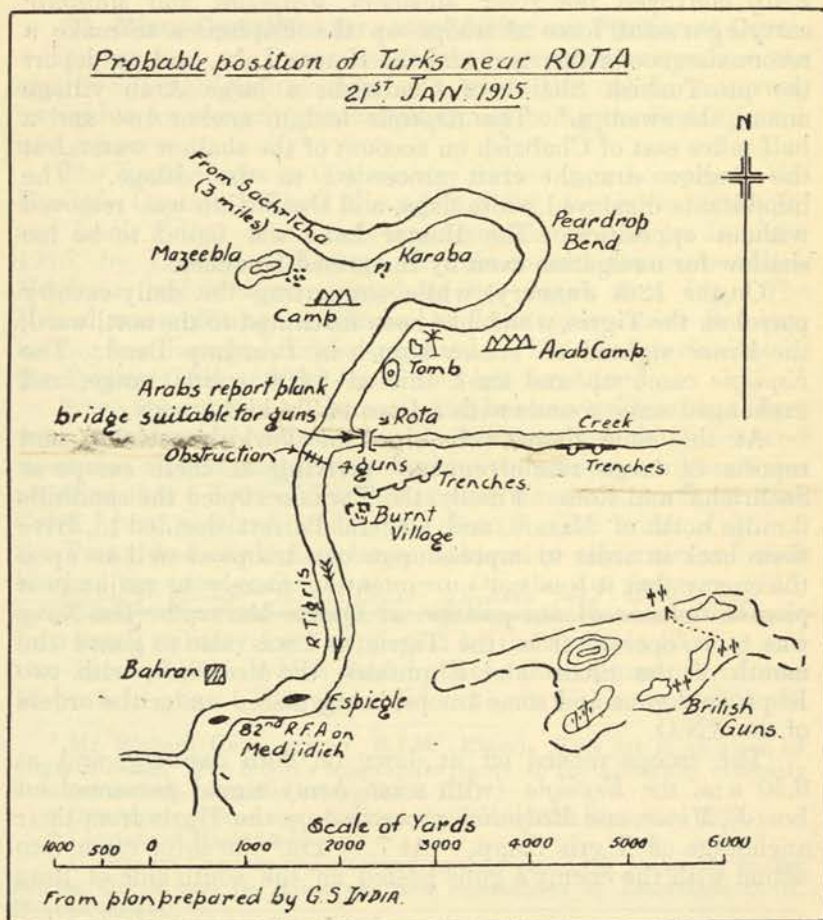 Probable position of Turks near ROTA
21ST JAN. 1915
N
From Sachricha
(3 miles)
Peardrop
Bend
Mazeebla
Karaba
Camp
Tomb
Arab Camp.
Arabs report plank
bridge suitable for guns
Rota
Creek
Obstruction
4 guns
Trenches.
Trenches.
Burnt
Village
R. Tigris
Bahran
Espiegle
British
Guns.
82nd R.F.A on
Medjidieh
Scale of Yards
1000 500 0 1000 2000 3000 4000 5000 6000
From plan prepared by G.S INDIA.